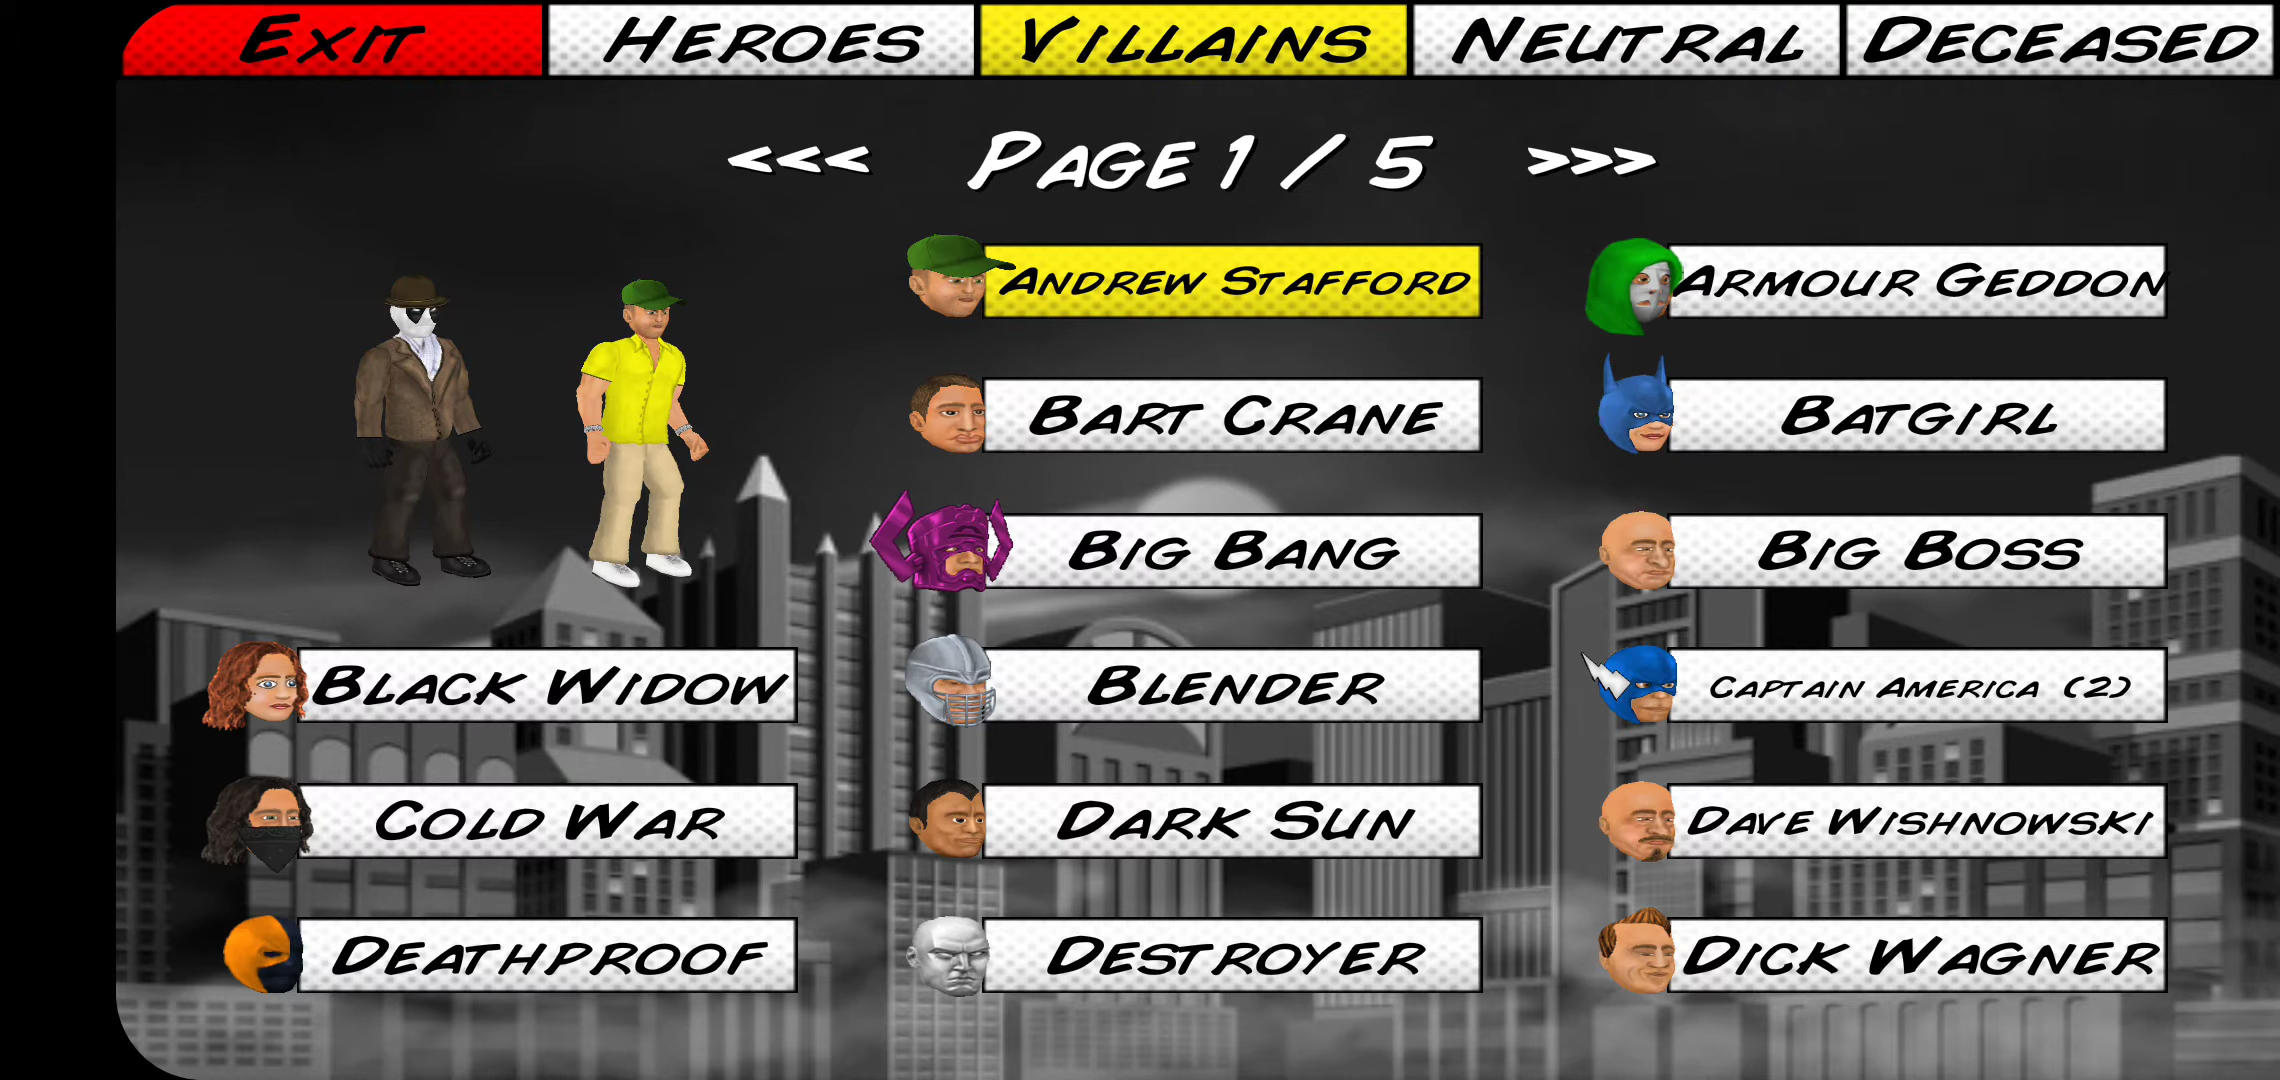 EXIT
HEROES
VILLAINS
NEUTRAL
DECEASED
<<< PAGE 1 / 5 >>>
ANDREW STAFFORD
ARMOUR GEDDON
BART CRANE
BATGIRL
BIG BANG
BIG BOSS
BLACK WIDOW
BLENDER
CAPTAIN AMERICA (2)
COLD WAR
DARK SUN
DAVE WISHNOWSKI
DEATHPROOF
DESTROYER
DICK WAGNER